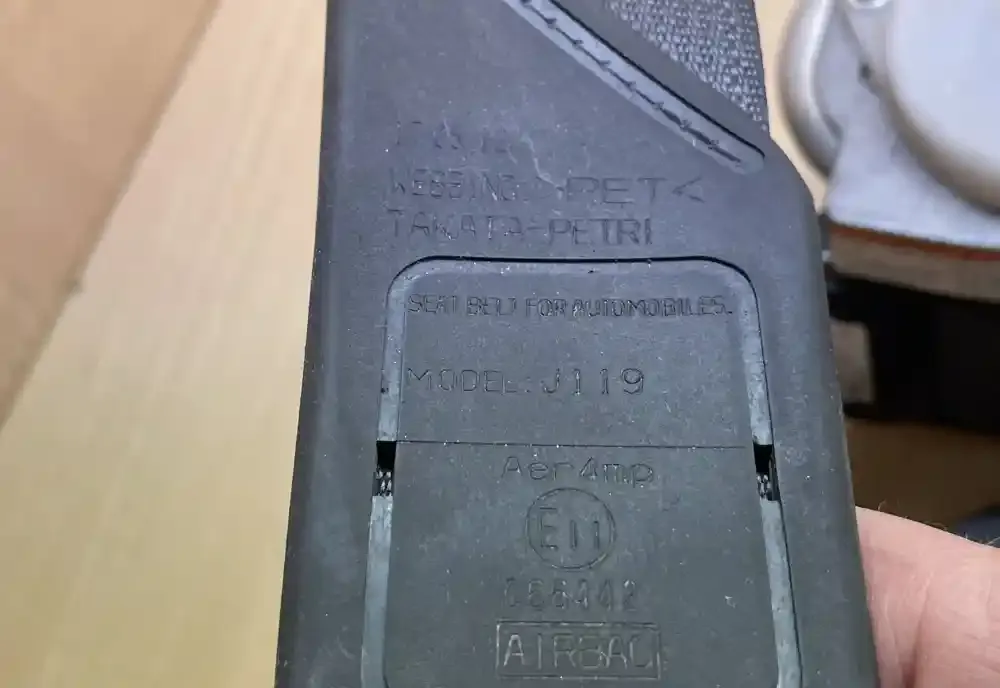 WEBBING: >PET<
TAKATA-PETRI
SEAT BELT FOR AUTOMOBILES.
MODEL:J119
Aer4mp
E11
AIRBAG